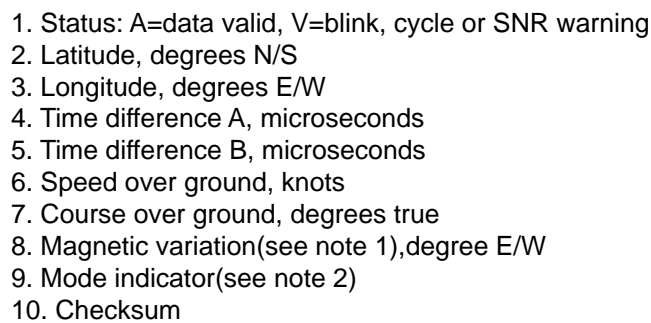 1. Status: A=data valid, V=blink, cycle or SNR warning
2. Latitude, degrees N/S
3. Longitude, degrees E/W
4. Time difference A, microseconds
5. Time difference B, microseconds
6. Speed over ground, knots
7. Course over ground, degrees true
8. Magnetic variation(see note 1),degree E/W
9. Mode indicator(see note 2)
10. Checksum